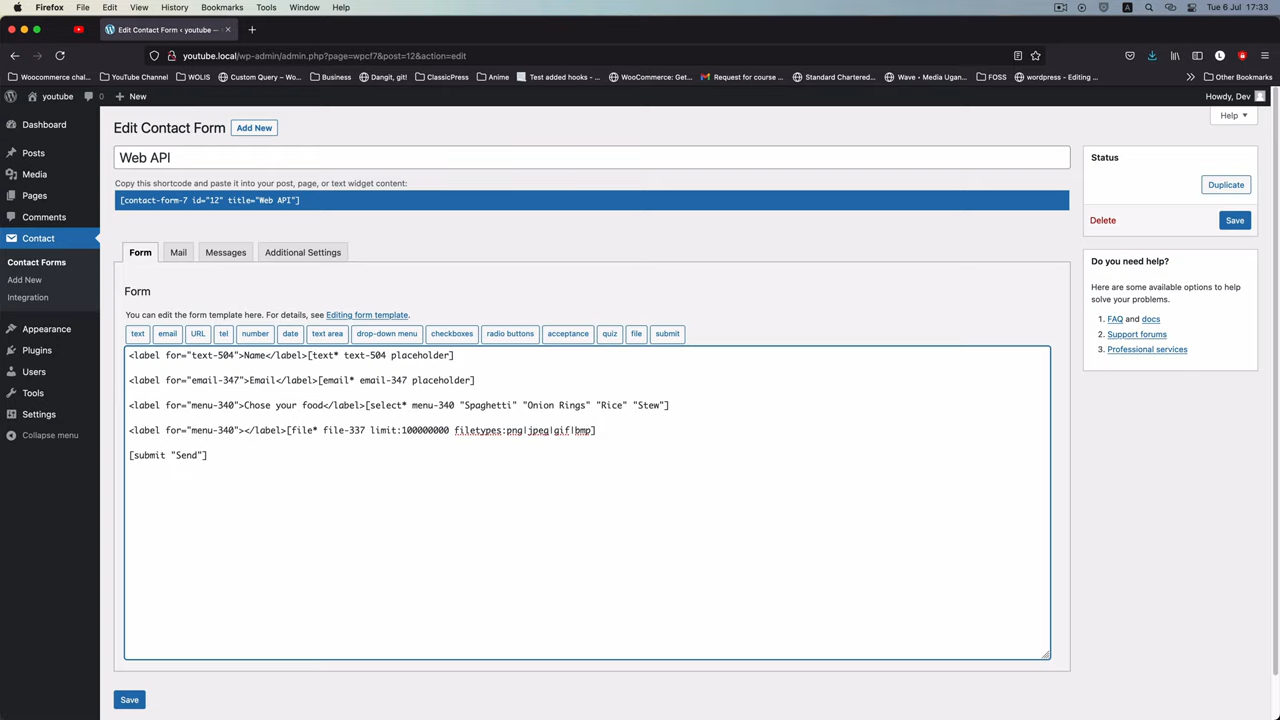 Firefox File Edit View History Bookmarks Tools Window Help A Tue 6 Jul 17:33
Edit Contact Form ‹ youtube —
youtube.local/wp-admin/admin.php?page=wpcf7&post=12&action=edit
Woocommerce chal... YouTube Channel WOLIS Custom Query – Wo... Business Dangit, git! ClassicPress Anime Test added hooks - ... WooCommerce: Get... Request for course ... Standard Chartered... Wave • Media Ugan... FOSS wordpress - Editing ... Other Bookmarks
youtube 0 New Howdy, Dev
Help
Dashboard
Posts
Media
Pages
Comments
Contact
Contact Forms
Add New
Integration
Appearance
Plugins
Users
Tools
Settings
Collapse menu
Edit Contact Form Add New
Web API
Copy this shortcode and paste it into your post, page, or text widget content:
[contact-form-7 id="12" title="Web API"]
Form Mail Messages Additional Settings
Form
You can edit the form template here. For details, see Editing form template.
text email URL tel number date text area drop-down menu checkboxes radio buttons acceptance quiz file submit
<label for="text-504">Name</label>[text* text-504 placeholder]
<label for="email-347">Email</label>[email* email-347 placeholder]
<label for="menu-340">Chose your food</label>[select* menu-340 "Spaghetti" "Onion Rings" "Rice" "Stew"]
<label for="menu-340"></label>[file* file-337 limit:100000000 filetypes:png|jpeg|gif|bmp]
[submit "Send"]
Save
Status
Duplicate
Delete Save
Do you need help?
Here are some available options to help
solve your problems.
1. FAQ and docs
2. Support forums
3. Professional services